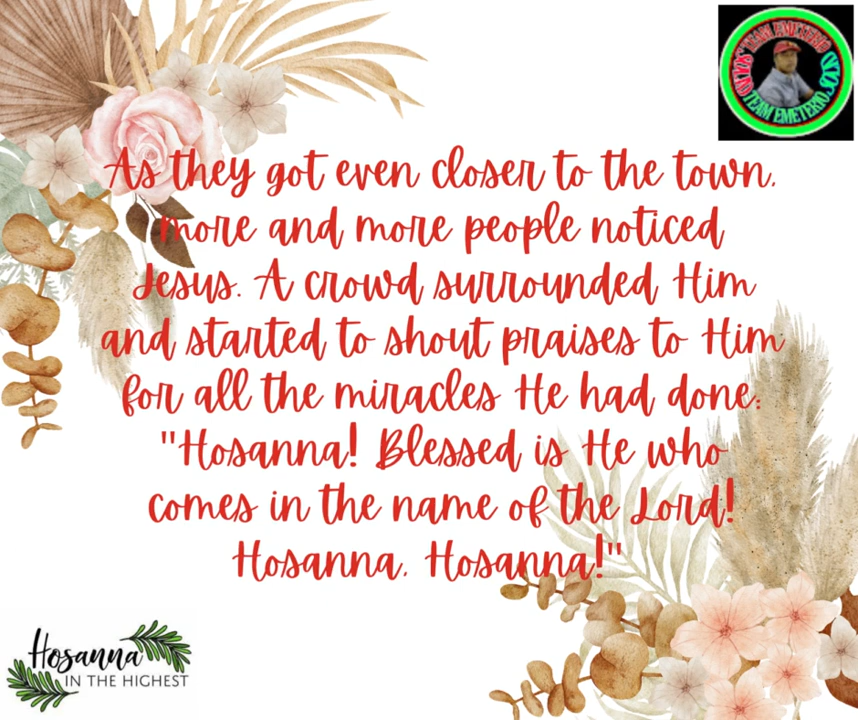 TEAM EMETERIO
TEAM EMETERIO
As they got even closer to the town,
more and more people noticed
Jesus. A crowd surrounded Him
and started to shout praises to Him
for all the miracles He had done:
"Hosanna! Blessed is He who
comes in the name of the Lord!
Hosanna, Hosanna!"
Hosanna
IN THE HIGHEST